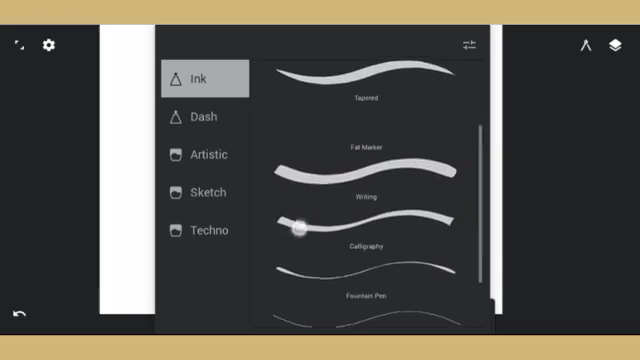 Ink
Dash
Artistic
Sketch
Techno
Tapered
Fat Marker
Writing
Calligraphy
Fountain Pen